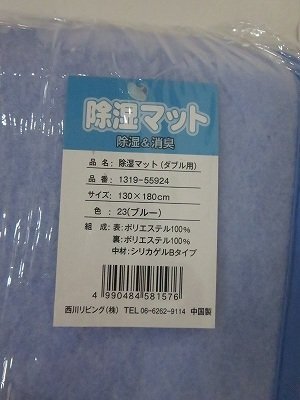 除湿マット
除湿&消臭
品 名: 除湿マット(ダブル用)
品 番: 1319-55924
サイズ: 130×180cm
色 : 23(ブルー)
組 成: 表:ポリエステル100%
裏:ポリエステル100%
中材:シリカゲルBタイプ
4 990484 581576
西川リビング(株) TEL 06-6262-9114 中国製